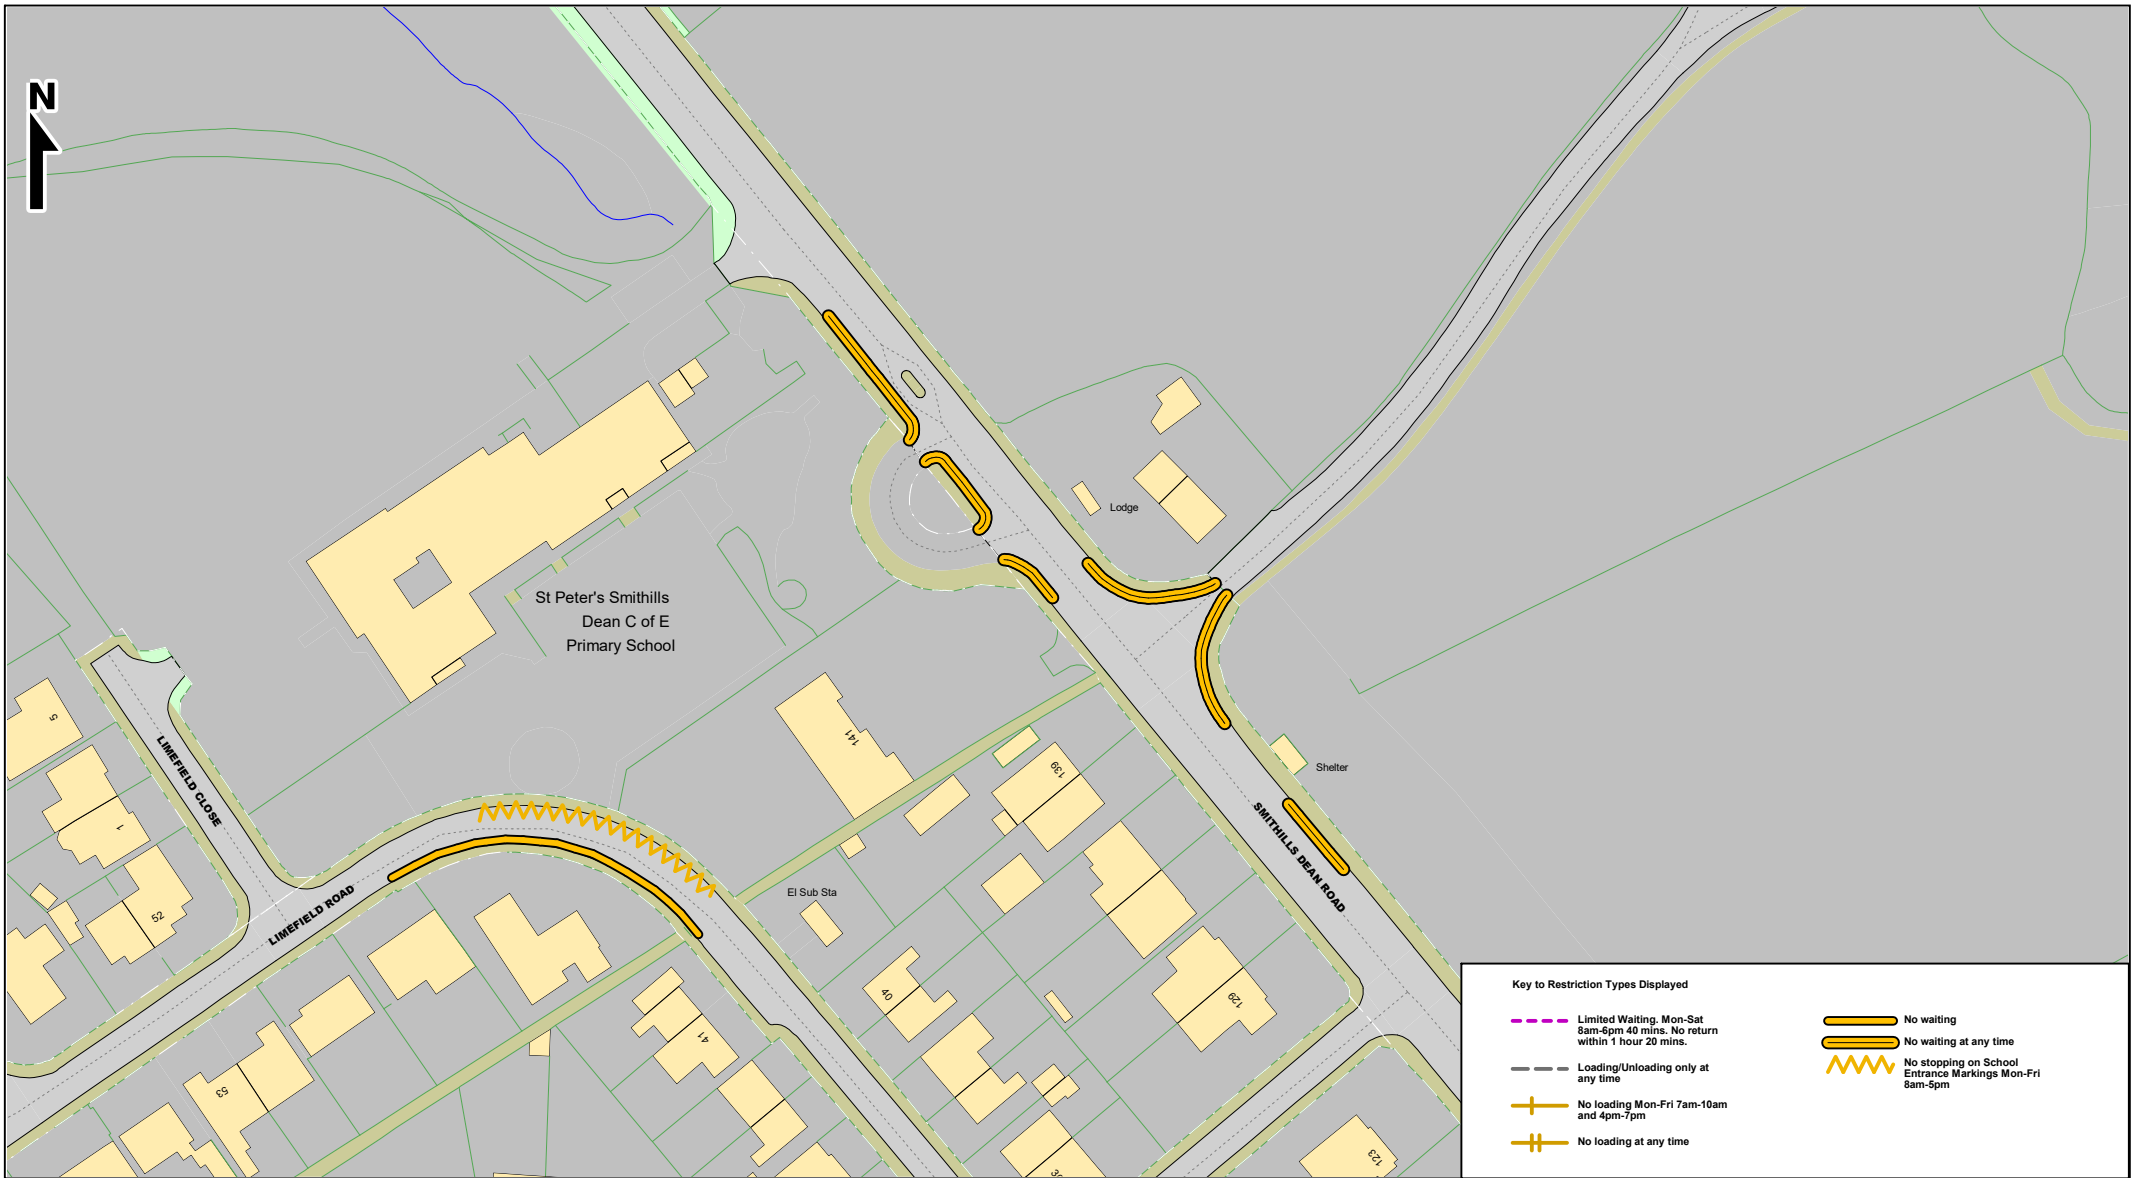 N
Lodge
St Peter's Smithills
Dean C of E
Primary School
5
LIMEFIELD CLOSE
1
141
139
Shelter
SMITHILLS DEAN ROAD
El Sub Sta
52
LIMEFIELD ROAD
40
129
41
53
123
Key to Restriction Types Displayed
Limited Waiting. Mon-Sat
8am-6pm 40 mins. No return
within 1 hour 20 mins.
Loading/Unloading only at
any time
No loading Mon-Fri 7am-10am
and 4pm-7pm
No loading at any time
No waiting
No waiting at any time
No stopping on School
Entrance Markings Mon-Fri
8am-5pm